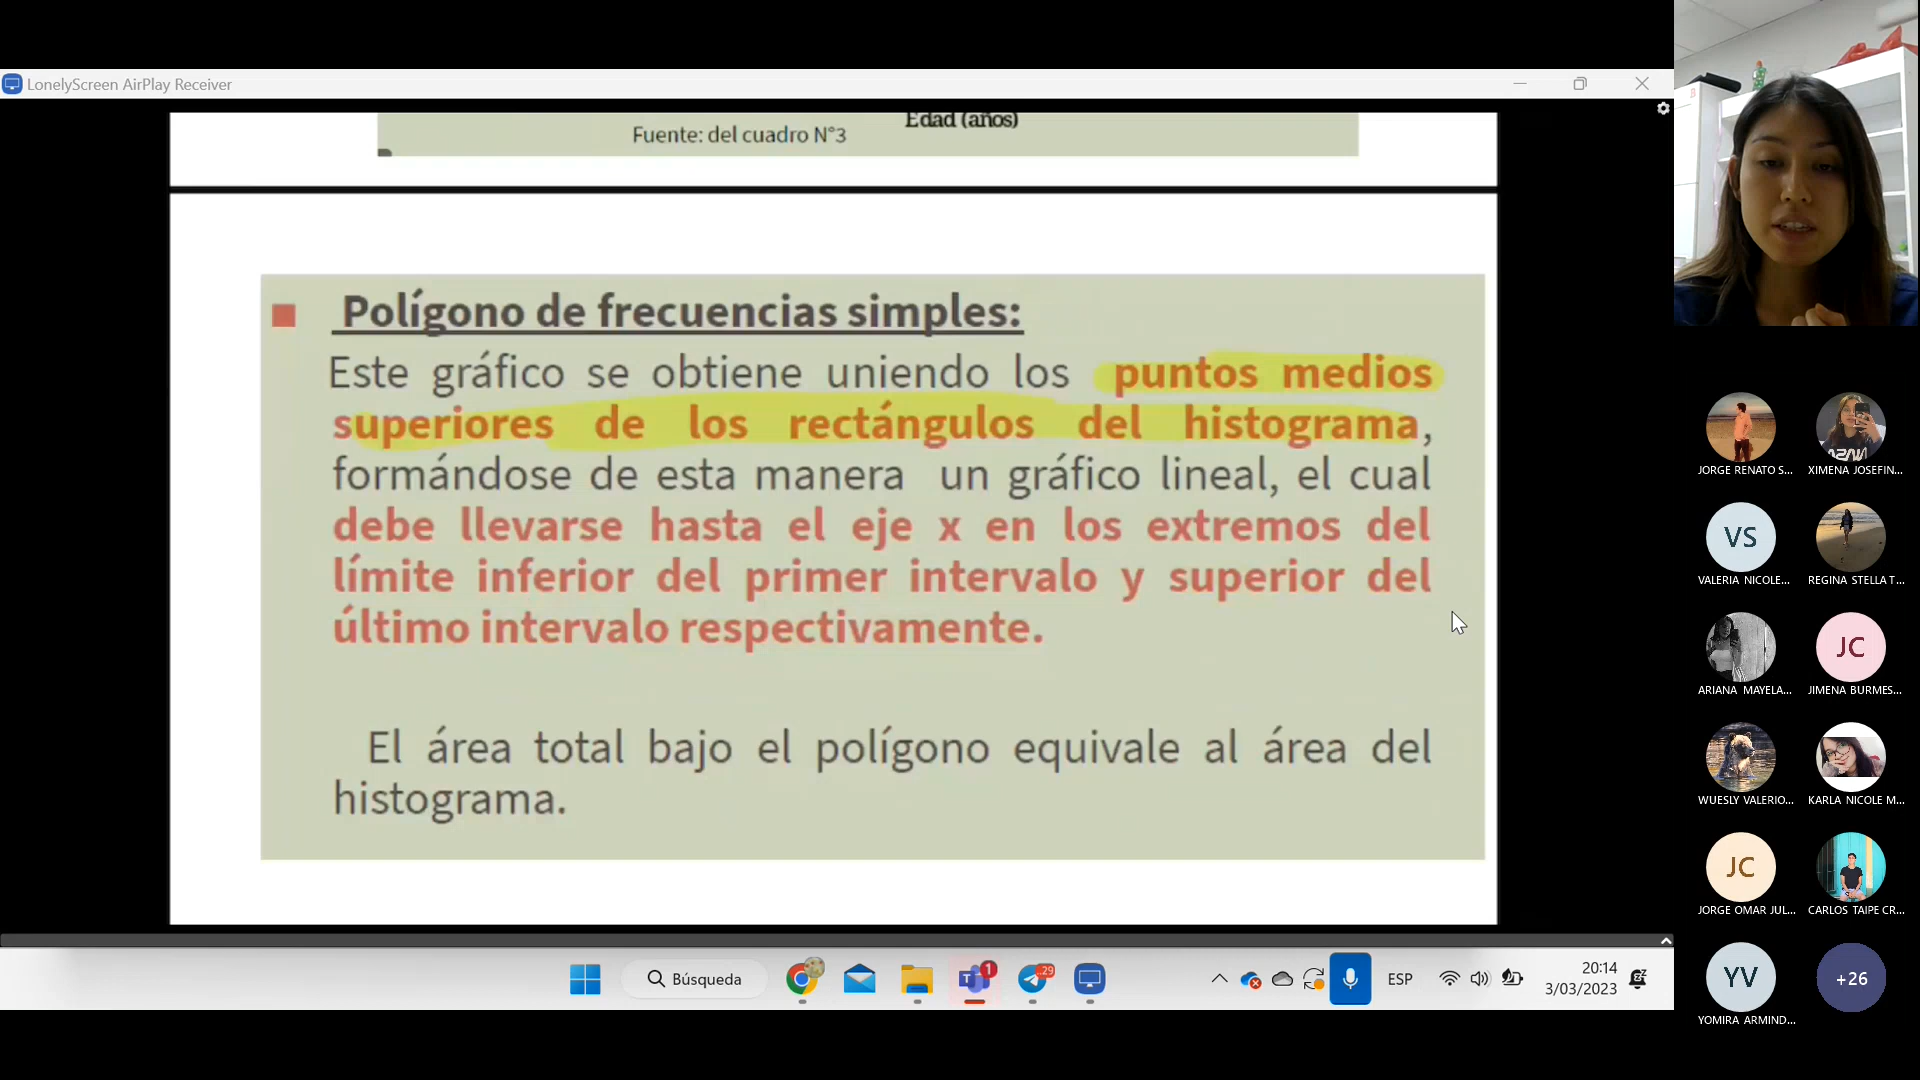 LonelyScreen AirPlay Receiver
Edad (años)
Fuente: del cuadro N°3
Polígono de frecuencias simples:
Este gráfico se obtiene uniendo los puntos medios
superiores de los rectángulos del histograma,
formándose de esta manera un gráfico lineal, el cual
debe llevarse hasta el eje x en los extremos del
límite inferior del primer intervalo y superior del
último intervalo respectivamente.
El área total bajo el polígono equivale al área del
histograma.
JORGE RENATO S...
XIMENA JOSEFIN...
VS
VALERIA NICOLE...
REGINA STELLA T...
ARIANA MAYELA...
JC
JIMENA BURMES...
WUESLY VALERIO...
KARLA NICOLE M...
JC
JORGE OMAR JUL...
CARLOS TAIPE CR...
YV
YOMIRA ARMIND...
+26
Búsqueda
1
29
ESP
20:14
3/03/2023